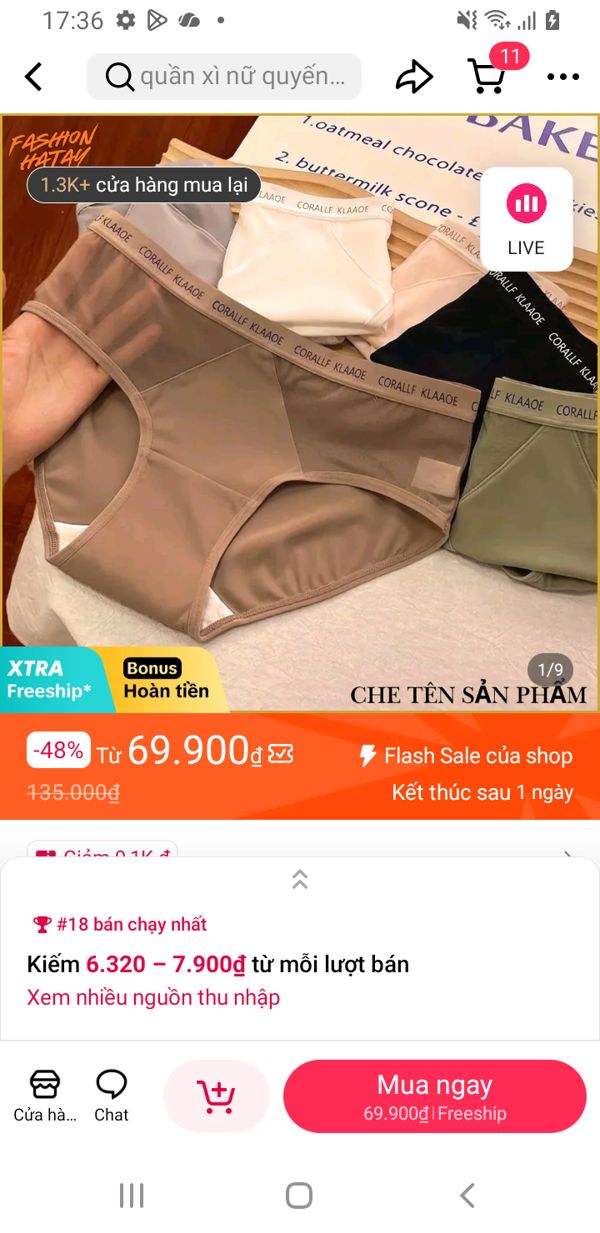 17:36
11
quần xì nữ quyến...
FASHION
HATAY
1.3K+ cửa hàng mua lại
BAKE
1.oatmeal chocolate
2. buttermilk scone - £
LIVE
CORALLF KLAAOE CORALLF KLAAOE CORALLF KLAAOE CORALLF KLAAOE
CORALLF KLAAOE
CORALLF
XTRA
Freeship*
Bonus
Hoàn tiền
1/9
CHE TÊN SẢN PHẨM
-48% Từ 69.900₫
Flash Sale của shop
135.000₫
Kết thúc sau 1 ngày
#18 bán chạy nhất
Kiếm 6.320 – 7.900₫ từ mỗi lượt bán
Xem nhiều nguồn thu nhập
Cửa hà...
Chat
Mua ngay
69.900₫ | Freeship